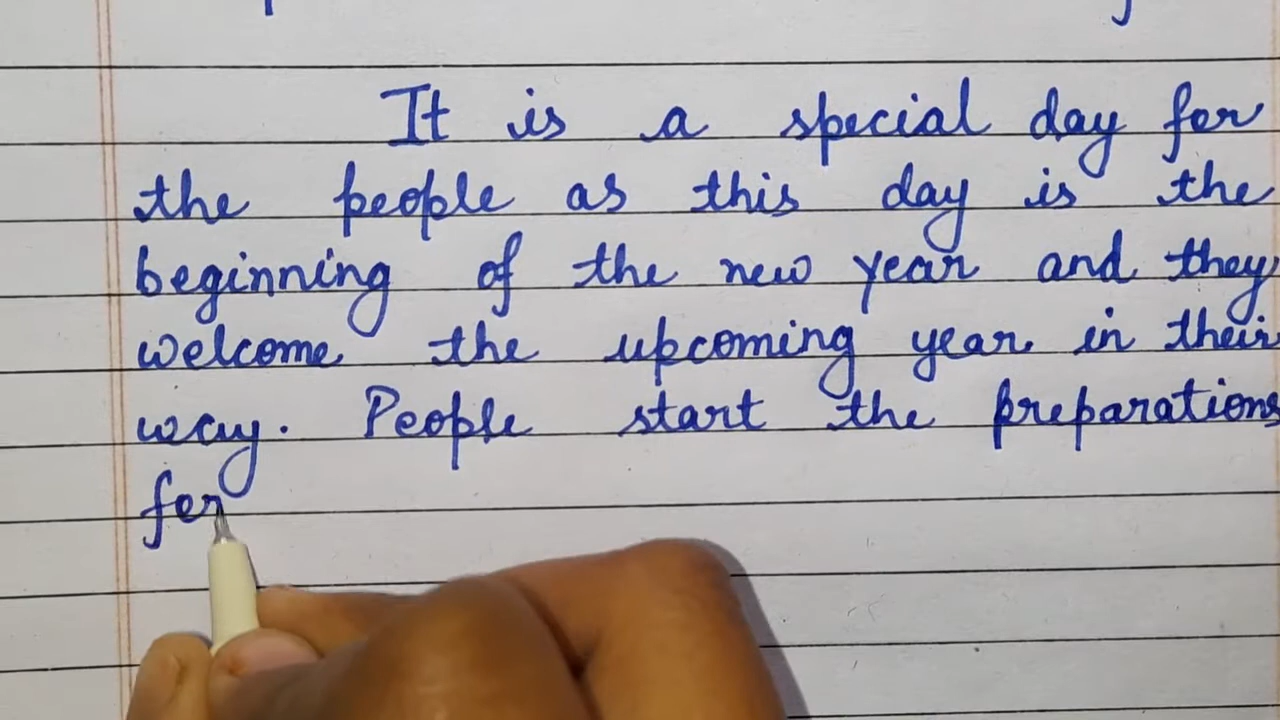 It is a special day for
the people as this day is the
beginning of the new year and they
welcome the upcoming year in their
way. People start the preparations
for